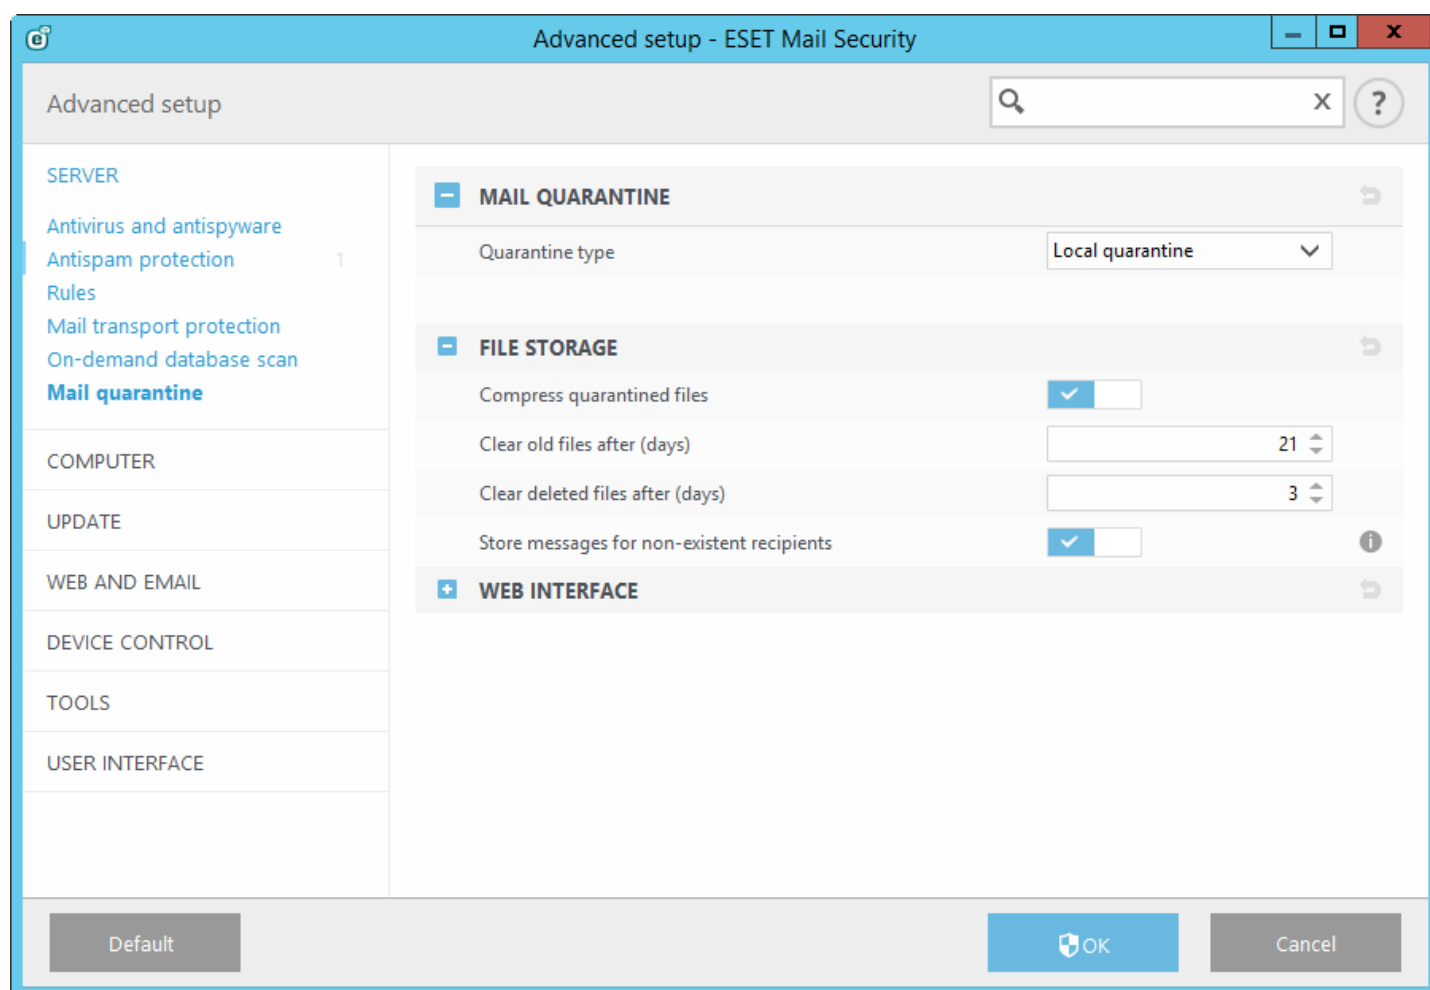 Advanced setup - ESET Mail Security
Advanced setup
?
SERVER
Antivirus and antispyware
Antispam protection 1
Rules
Mail transport protection
On-demand database scan
Mail quarantine
COMPUTER
UPDATE
WEB AND EMAIL
DEVICE CONTROL
TOOLS
USER INTERFACE
MAIL QUARANTINE
Quarantine type Local quarantine
FILE STORAGE
Compress quarantined files
Clear old files after (days) 21
Clear deleted files after (days) 3
Store messages for non-existent recipients
WEB INTERFACE
Default OK Cancel